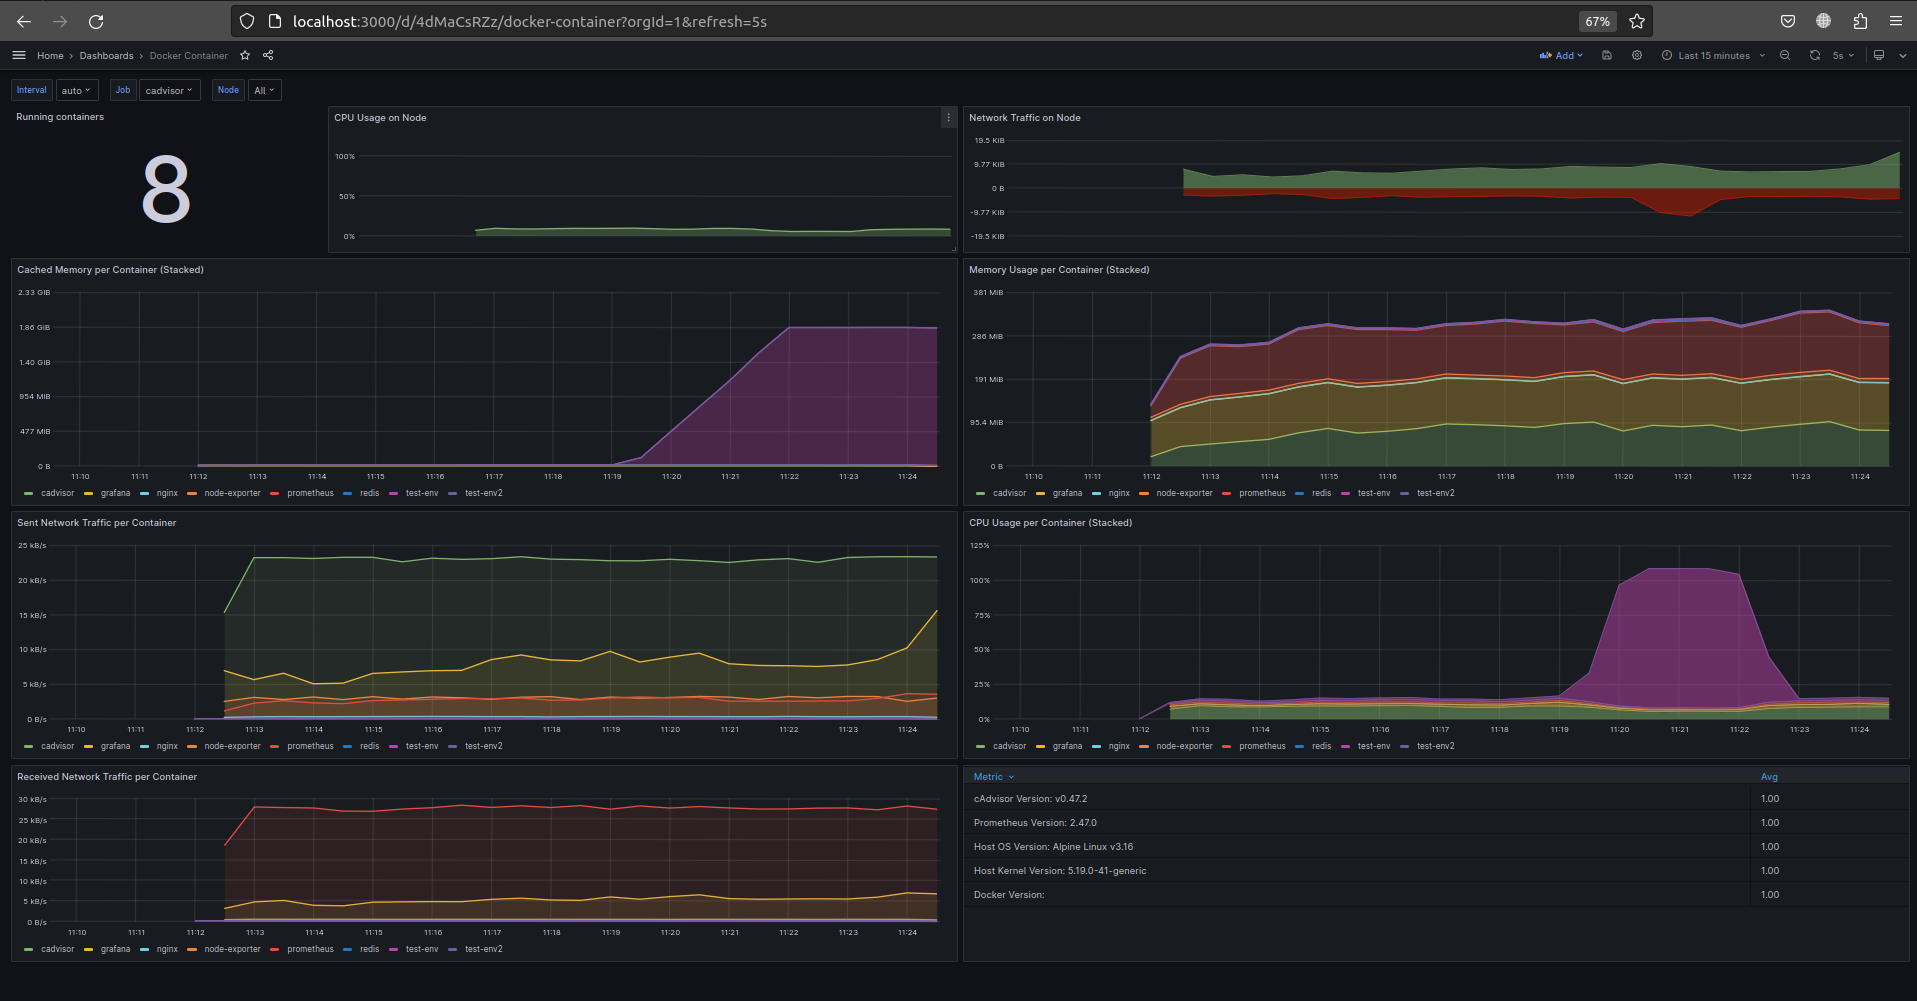 localhost:3000/d/4dMaCsRZz/docker-container?orgId=1&refresh=5s 67%
Home › Dashboards › Docker Container Add Last 15 minutes 5s
Interval auto Job cadvisor Node All
Running containers
8
CPU Usage on Node
100%
50%
0%
Network Traffic on Node
19.5 KiB
9.77 KiB
0 B
-9.77 KiB
-19.5 KiB
Cached Memory per Container (Stacked)
2.33 GiB
1.86 GiB
1.40 GiB
954 MiB
477 MiB
0 B
11:10 11:11 11:12 11:13 11:14 11:15 11:16 11:17 11:18 11:19 11:20 11:21 11:22 11:23 11:24
cadvisor grafana nginx node-exporter prometheus redis test-env test-env2
Memory Usage per Container (Stacked)
381 MiB
286 MiB
191 MiB
95.4 MiB
0 B
11:10 11:11 11:12 11:13 11:14 11:15 11:16 11:17 11:18 11:19 11:20 11:21 11:22 11:23 11:24
cadvisor grafana nginx node-exporter prometheus redis test-env test-env2
Sent Network Traffic per Container
25 kB/s
20 kB/s
15 kB/s
10 kB/s
5 kB/s
0 B/s
11:10 11:11 11:12 11:13 11:14 11:15 11:16 11:17 11:18 11:19 11:20 11:21 11:22 11:23 11:24
cadvisor grafana nginx node-exporter prometheus redis test-env test-env2
CPU Usage per Container (Stacked)
125%
100%
75%
50%
25%
0%
11:10 11:11 11:12 11:13 11:14 11:15 11:16 11:17 11:18 11:19 11:20 11:21 11:22 11:23 11:24
cadvisor grafana nginx node-exporter prometheus redis test-env test-env2
Received Network Traffic per Container
30 kB/s
25 kB/s
20 kB/s
15 kB/s
10 kB/s
5 kB/s
0 B/s
11:10 11:11 11:12 11:13 11:14 11:15 11:16 11:17 11:18 11:19 11:20 11:21 11:22 11:23 11:24
cadvisor grafana nginx node-exporter prometheus redis test-env test-env2
Metric Avg
cAdvisor Version: v0.47.2 1.00
Prometheus Version: 2.47.0 1.00
Host OS Version: Alpine Linux v3.16 1.00
Host Kernel Version: 5.19.0-41-generic 1.00
Docker Version: 1.00